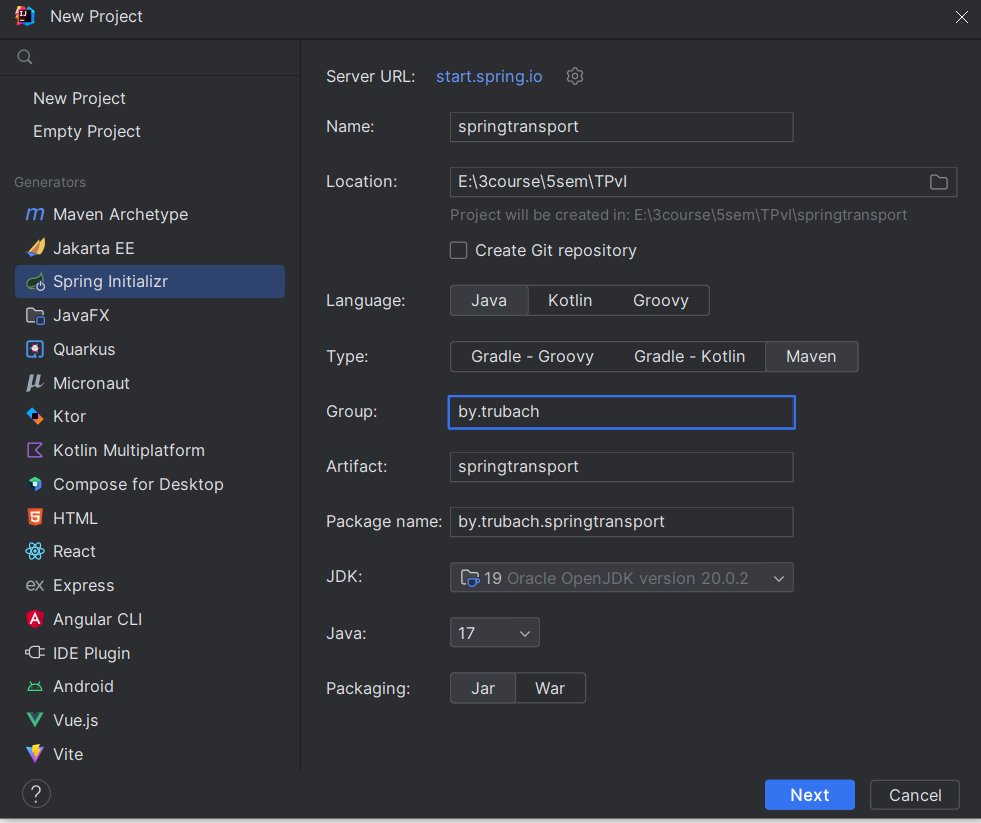 New Project
New Project
Empty Project
Generators
Maven Archetype
Jakarta EE
Spring Initializr
JavaFX
Quarkus
Micronaut
Ktor
Kotlin Multiplatform
Compose for Desktop
HTML
React
ex Express
Angular CLI
IDE Plugin
Android
Vue.js
Vite
?
Server URL: start.spring.io
Name: springtransport
Location: E:\3course\5sem\TPvI
Project will be created in: E:\3course\5sem\TPvI\springtransport
Create Git repository
Language: Java Kotlin Groovy
Type: Gradle - Groovy Gradle - Kotlin Maven
Group: by.trubach
Artifact: springtransport
Package name: by.trubach.springtransport
JDK: 19 Oracle OpenJDK version 20.0.2
Java: 17
Packaging: Jar War
Next Cancel